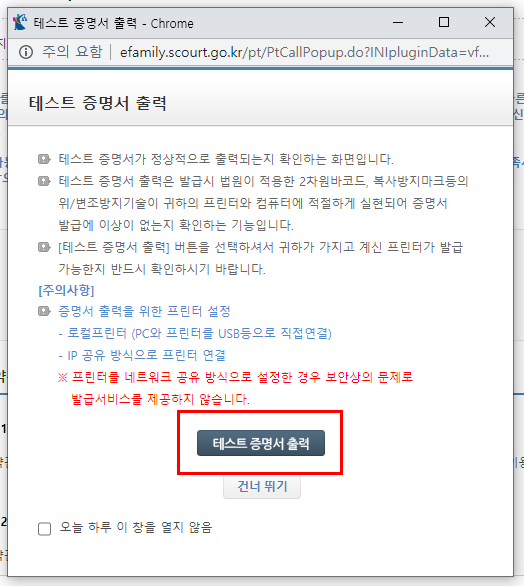 테스트 증명서 출력 - Chrome
주의 요함 efamily.scourt.go.kr/pt/PtCallPopup.do?INIpluginData=vf...
테스트 증명서 출력
테스트 증명서가 정상적으로 출력되는지 확인하는 화면입니다.
테스트 증명서 출력은 발급시 법원이 적용한 2차원바코드, 복사방지마크등의
위/변조방지기술이 귀하의 프린터와 컴퓨터에 적절하게 실현되어 증명서
발급에 이상이 없는지 확인하는 기능입니다.
[테스트 증명서 출력] 버튼을 선택하셔서 귀하가 가지고 계신 프린터가 발급
가능한지 반드시 확인하시기 바랍니다.
[주의사항]
증명서 출력을 위한 프린터 설정
- 로컬프린터 (PC와 프린터를 USB등으로 직접연결)
- IP 공유 방식으로 프린터 연결
※ 프린터를 네트워크 공유 방식으로 설정한 경우 보안상의 문제로
발급서비스를 제공하지 않습니다.
테스트 증명서 출력
건너 뛰기
오늘 하루 이 창을 열지 않음